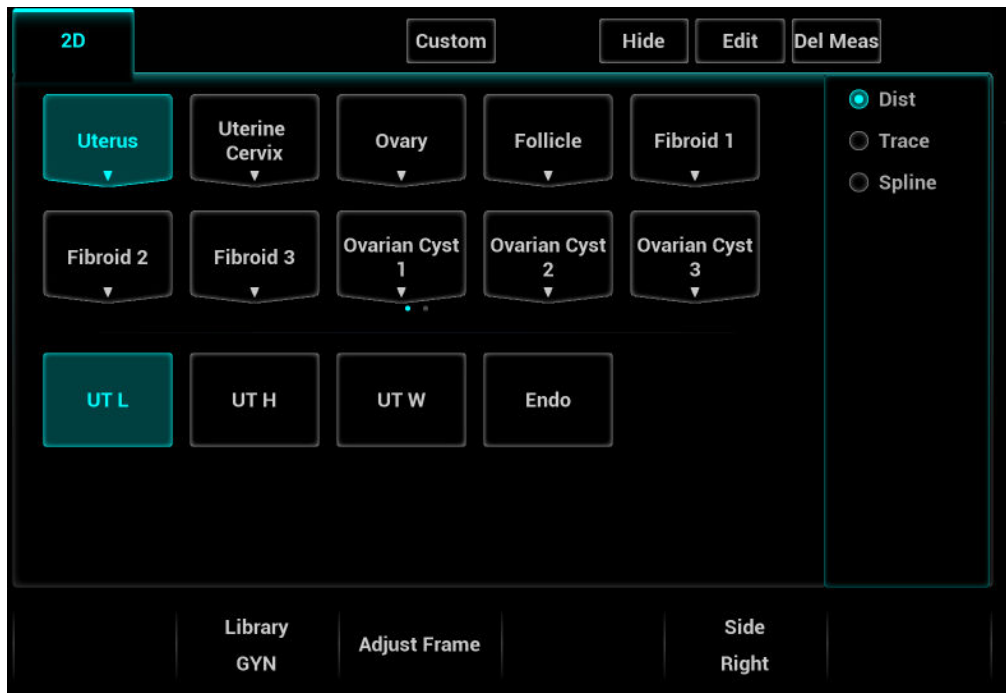 2D
Custom
Hide
Edit
Del Meas
Uterus
Uterine
Cervix
Ovary
Follicle
Fibroid 1
Fibroid 2
Fibroid 3
Ovarian Cyst
1
Ovarian Cyst
2
Ovarian Cyst
3
UT L
UT H
UT W
Endo
Dist
Trace
Spline
Library
GYN
Adjust Frame
Side
Right